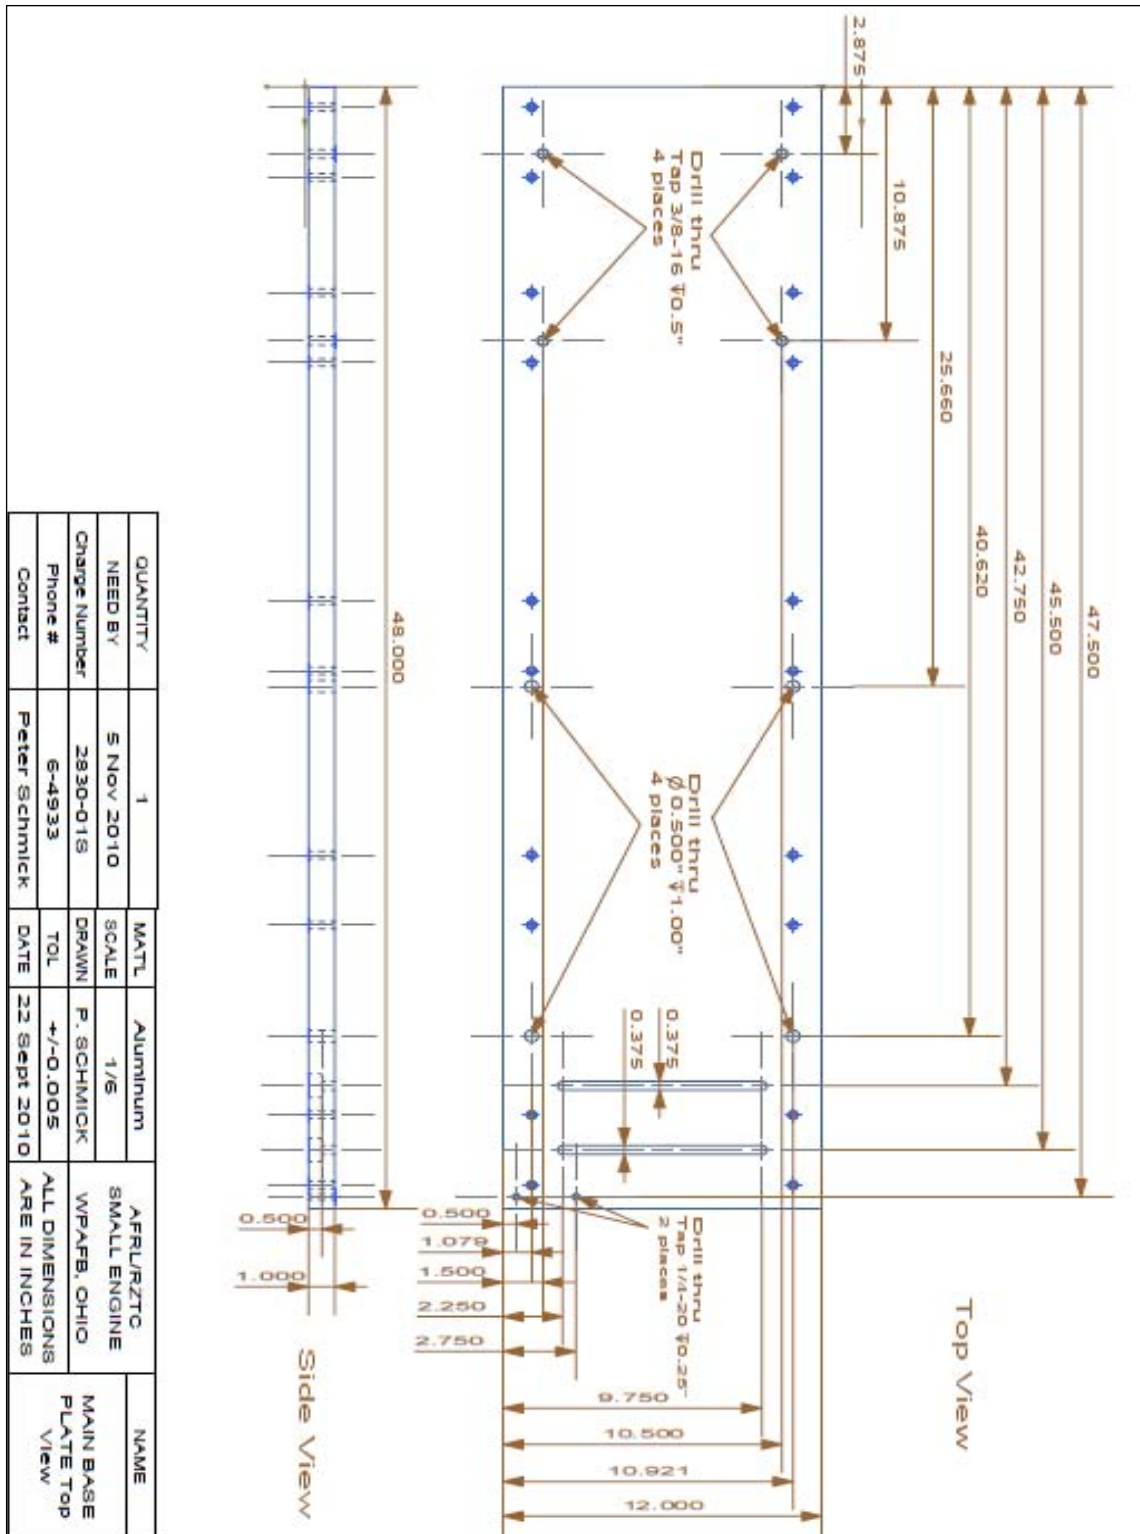 Top View
47.500
45.500
42.750
40.620
25.660
10.875
2.875
Drill thru
Tap 3/8-16 ↧0.5"
4 places
Drill thru
Ø 0.500" ↧1.00"
4 places
0.375
0.375
Drill thru
Tap 1/4-20 ↧0.25"
2 places
0.500
1.079
1.500
2.250
2.750
9.750
10.500
10.921
12.000
48.000
0.500
1.000
Side View
QUANTITY 1 MAT'L Aluminum AFRL/RZTC SMALL ENGINE NAME
NEED BY 5 Nov 2010 SCALE 1/6
Charge Number 2830-01S DRAWN P. SCHMICK WPAFB, OHIO MAIN BASE PLATE Top View
Phone # 6-4933 TOL +/-0.005 ALL DIMENSIONS ARE IN INCHES
Contact Peter Schmick DATE 22 Sept 2010